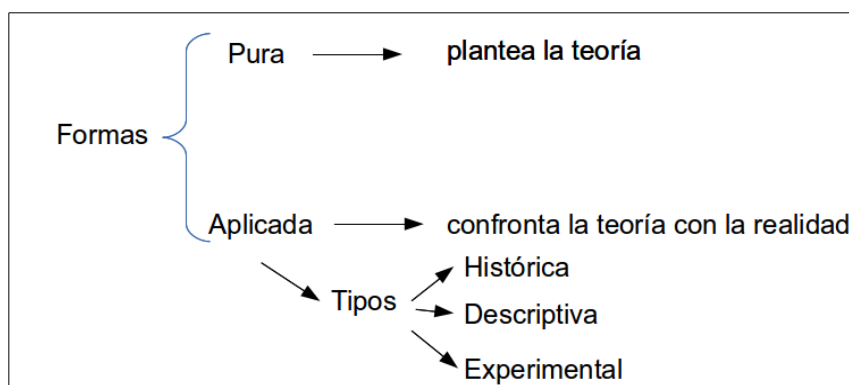 Pura plantea la teoría
Formas
Aplicada confronta la teoría con la realidad
Histórica
Tipos
Descriptiva
Experimental